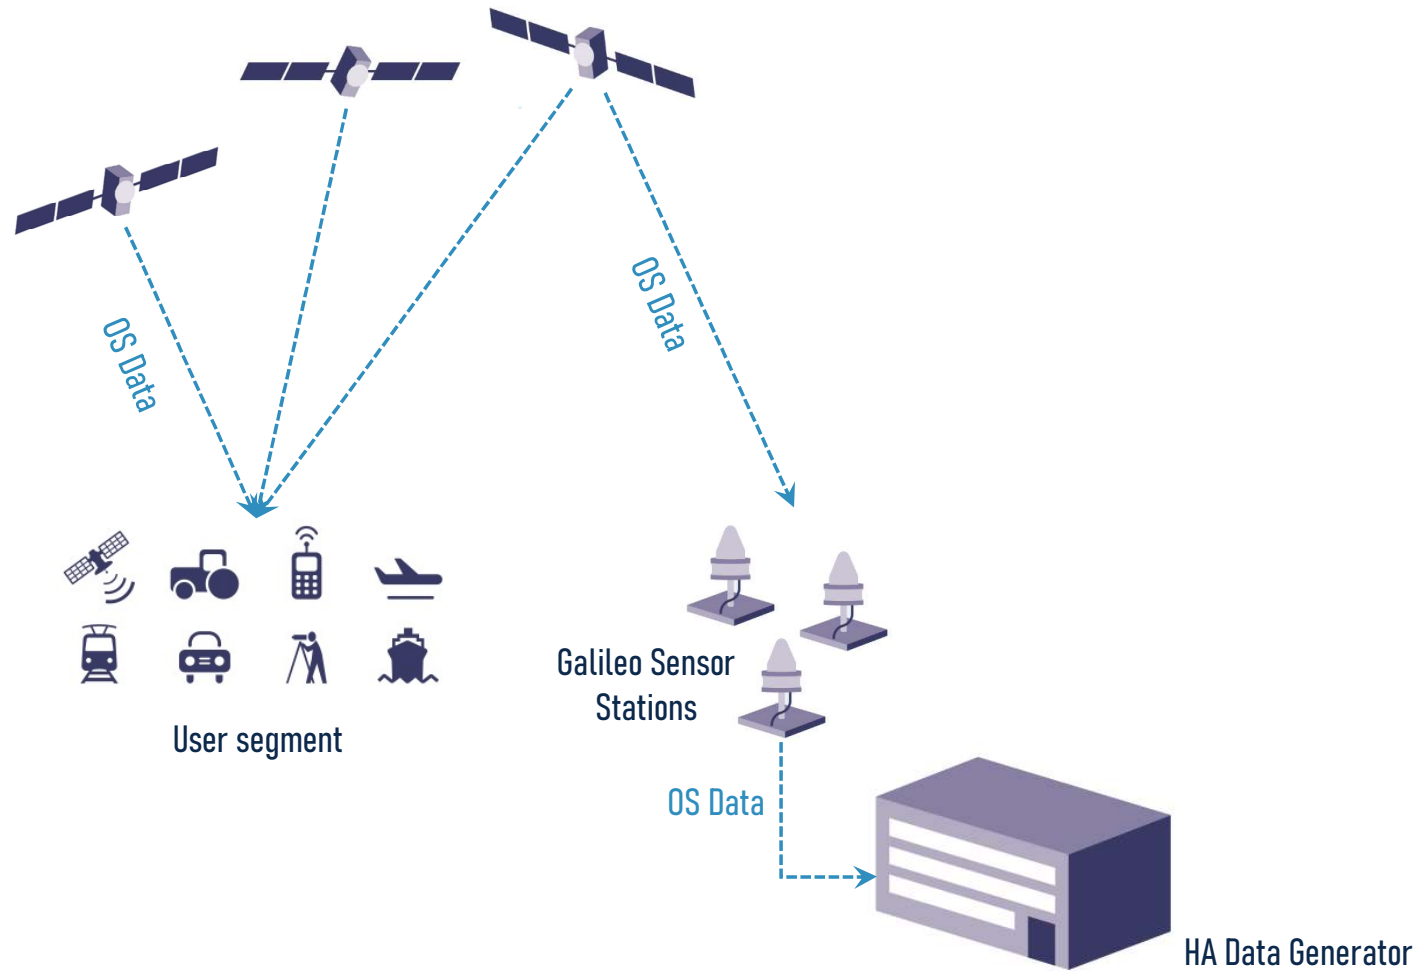 OS Data
OS Data
Galileo Sensor
Stations
User segment
OS Data
HA Data Generator